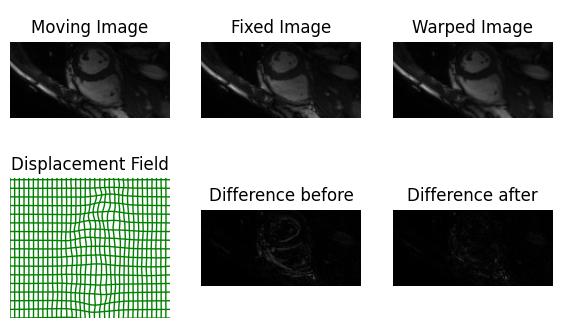 Moving Image
Fixed Image
Warped Image
Displacement Field
Difference before
Difference after